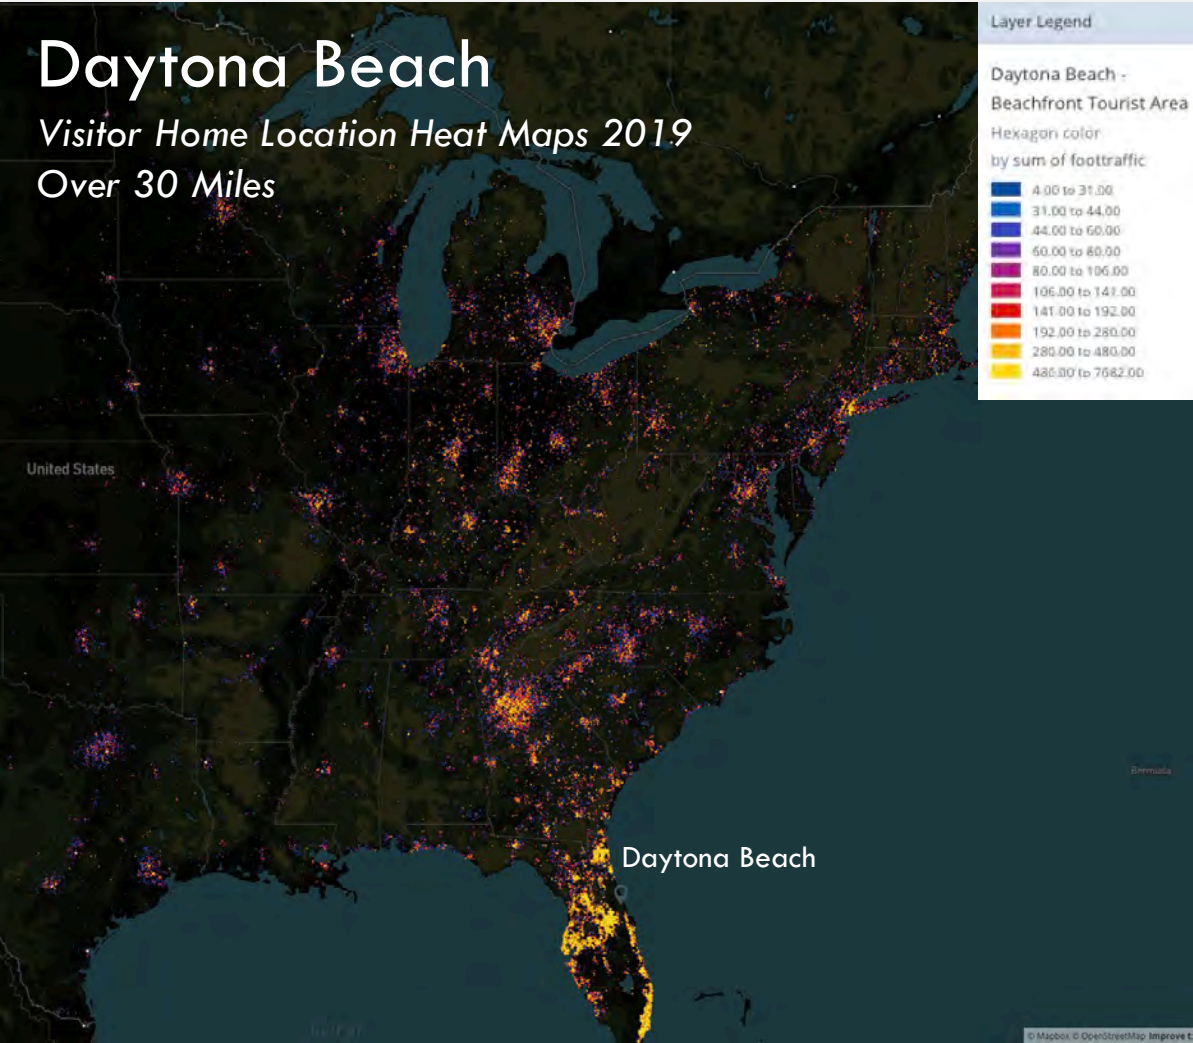 Daytona Beach
Visitor Home Location Heat Maps 2019
Over 30 Miles
Layer Legend
Daytona Beach -
Beachfront Tourist Area
Hexagon color
by sum of foottraffic
4.00 to 31.00
31.00 to 44.00
44.00 to 60.00
60.00 to 80.00
80.00 to 106.00
106.00 to 141.00
141.00 to 192.00
192.00 to 280.00
280.00 to 480.00
480.00 to 7682.00
United States
Bermuda
Daytona Beach
© Mapbox © OpenStreetMap Improve t